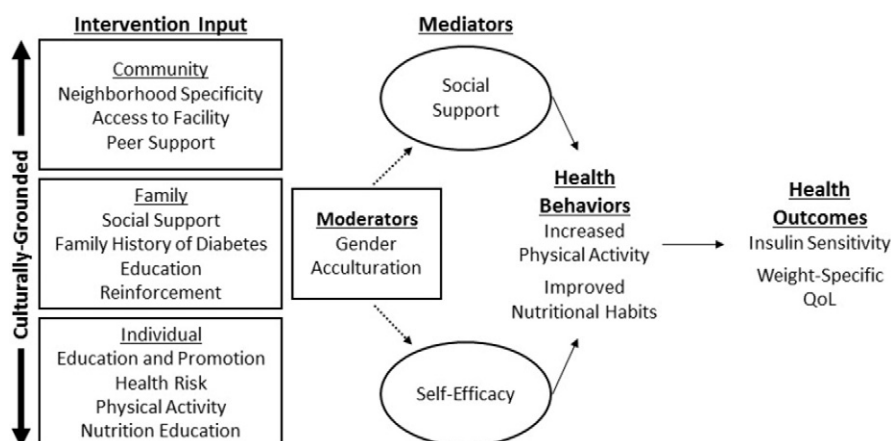 Intervention Input
Mediators
Culturally-Grounded
Community
Neighborhood Specificity
Access to Facility
Peer Support
Family
Social Support
Family History of Diabetes
Education
Reinforcement
Individual
Education and Promotion
Health Risk
Physical Activity
Nutrition Education
Moderators
Gender
Acculturation
Social
Support
Self-Efficacy
Health
Behaviors
Increased
Physical Activity
Improved
Nutritional Habits
Health
Outcomes
Insulin Sensitivity
Weight-Specific
QoL